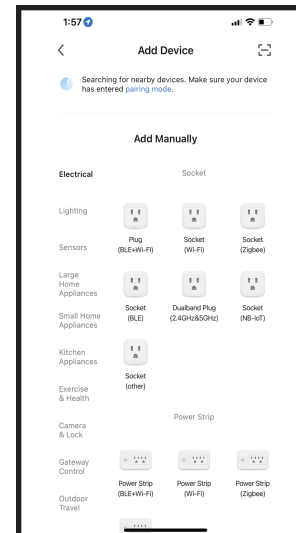 1:57
Add Device
Searching for nearby devices. Make sure your device
has entered pairing mode.
Add Manually
Electrical
Lighting
Sensors
Large
Home
Appliances
Small Home
Appliances
Kitchen
Appliances
Exercise
& Health
Camera
& Lock
Gateway
Control
Outdoor
Travel
Socket
Plug
(BLE+Wi-Fi)
Socket
(Wi-Fi)
Socket
(Zigbee)
Socket
(BLE)
Dualband Plug
(2.4GHz&5GHz)
Socket
(NB-IoT)
Socket
(other)
Power Strip
Power Strip
(BLE+Wi-Fi)
Power Strip
(Wi-Fi)
Power Strip
(Zigbee)